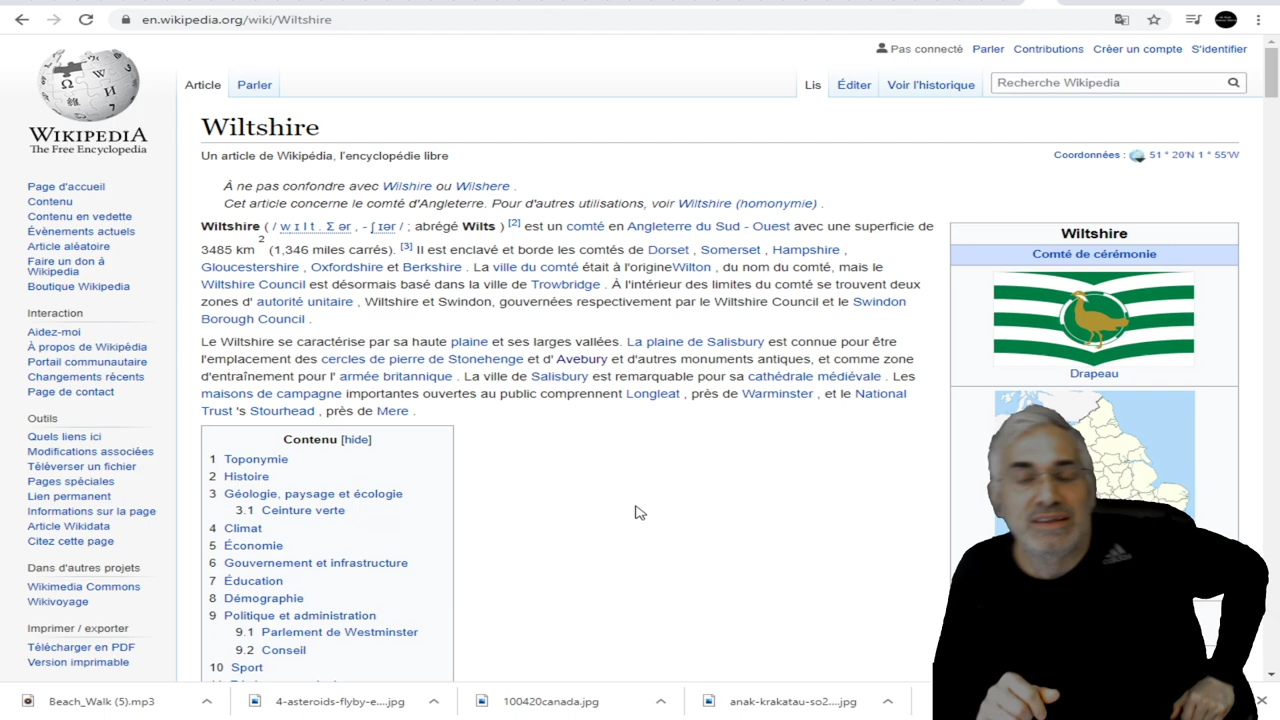 en.wikipedia.org/wiki/Wiltshire
Pas connecté Parler Contributions Créer un compte S'identifier
Article Parler Lis Éditer Voir l'historique Recherche Wikipedia
WIKIPEDIA
The Free Encyclopedia
Page d'accueil
Contenu
Contenu en vedette
Évènements actuels
Article aléatoire
Faire un don à
Wikipedia
Boutique Wikipedia
Interaction
Aidez-moi
À propos de Wikipédia
Portail communautaire
Changements récents
Page de contact
Outils
Quels liens ici
Modifications associées
Téléverser un fichier
Pages spéciales
Lien permanent
Informations sur la page
Article Wikidata
Citez cette page
Dans d'autres projets
Wikimedia Commons
Wikivoyage
Imprimer / exporter
Télécharger en PDF
Version imprimable
Wiltshire
Un article de Wikipédia, l'encyclopédie libre
Coordonnées : 51 ° 20'N 1 ° 55'W
À ne pas confondre avec Wilshire ou Wilshere .
Cet article concerne le comté d'Angleterre. Pour d'autres utilisations, voir Wiltshire (homonymie) .
Wiltshire ( / w ɪ l t . Σ ər , - ʃ ɪər / ; abrégé Wilts ) [2] est un comté en Angleterre du Sud - Ouest avec une superficie de
3485 km 2 (1,346 miles carrés). [3] Il est enclavé et borde les comtés de Dorset , Somerset , Hampshire ,
Gloucestershire , Oxfordshire et Berkshire . La ville du comté était à l'origineWilton , du nom du comté, mais le
Wiltshire Council est désormais basé dans la ville de Trowbridge . À l'intérieur des limites du comté se trouvent deux
zones d' autorité unitaire , Wiltshire et Swindon, gouvernées respectivement par le Wiltshire Council et le Swindon
Borough Council .
Le Wiltshire se caractérise par sa haute plaine et ses larges vallées. La plaine de Salisbury est connue pour être
l'emplacement des cercles de pierre de Stonehenge et d' Avebury et d'autres monuments antiques, et comme zone
d'entraînement pour l' armée britannique . La ville de Salisbury est remarquable pour sa cathédrale médiévale . Les
maisons de campagne importantes ouvertes au public comprennent Longleat , près de Warminster , et le National
Trust 's Stourhead , près de Mere .
Contenu [hide]
1 Toponymie
2 Histoire
3 Géologie, paysage et écologie
3.1 Ceinture verte
4 Climat
5 Économie
6 Gouvernement et infrastructure
7 Éducation
8 Démographie
9 Politique et administration
9.1 Parlement de Westminster
9.2 Conseil
10 Sport
Wiltshire
Comté de cérémonie
Drapeau
adidas
Beach_Walk (5).mp3
4-asteroids-flyby-e....jpg
100420canada.jpg
anak-krakatau-so2....jpg